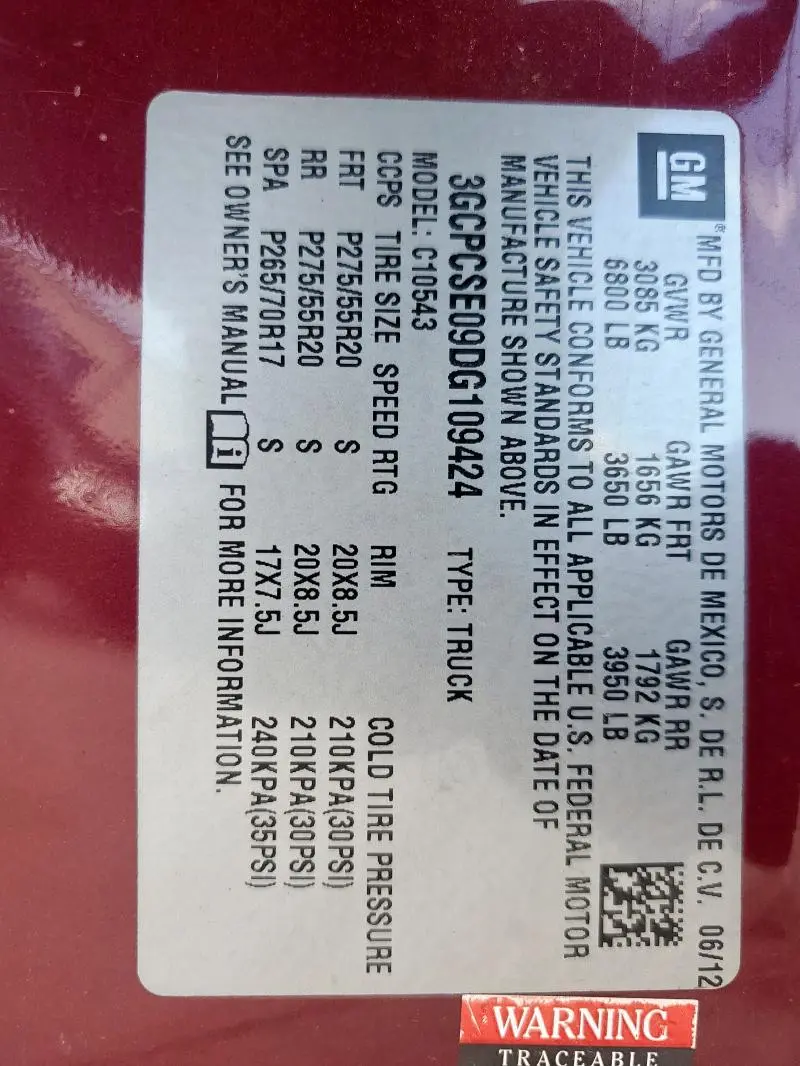 GM® MFD BY GENERAL MOTORS DE MEXICO, S. DE R.L. DE C.V. 06/12
GVWR GAWR FRT GAWR RR
3085 KG 1656 KG 1792 KG
6800 LB 3650 LB 3950 LB
THIS VEHICLE CONFORMS TO ALL APPLICABLE U.S. FEDERAL MOTOR
VEHICLE SAFETY STANDARDS IN EFFECT ON THE DATE OF
MANUFACTURE SHOWN ABOVE.
3GCPCSE09DG109424 TYPE: TRUCK
MODEL: C10543
CCPS TIRE SIZE SPEED RTG RIM COLD TIRE PRESSURE
FRT P275/55R20 S 20X8.5J 210KPA(30PSI)
RR P275/55R20 S 20X8.5J 210KPA(30PSI)
SPA P265/70R17 S 17X7.5J 240KPA(35PSI)
SEE OWNER'S MANUAL i FOR MORE INFORMATION.
WARNING
TRACEABLE